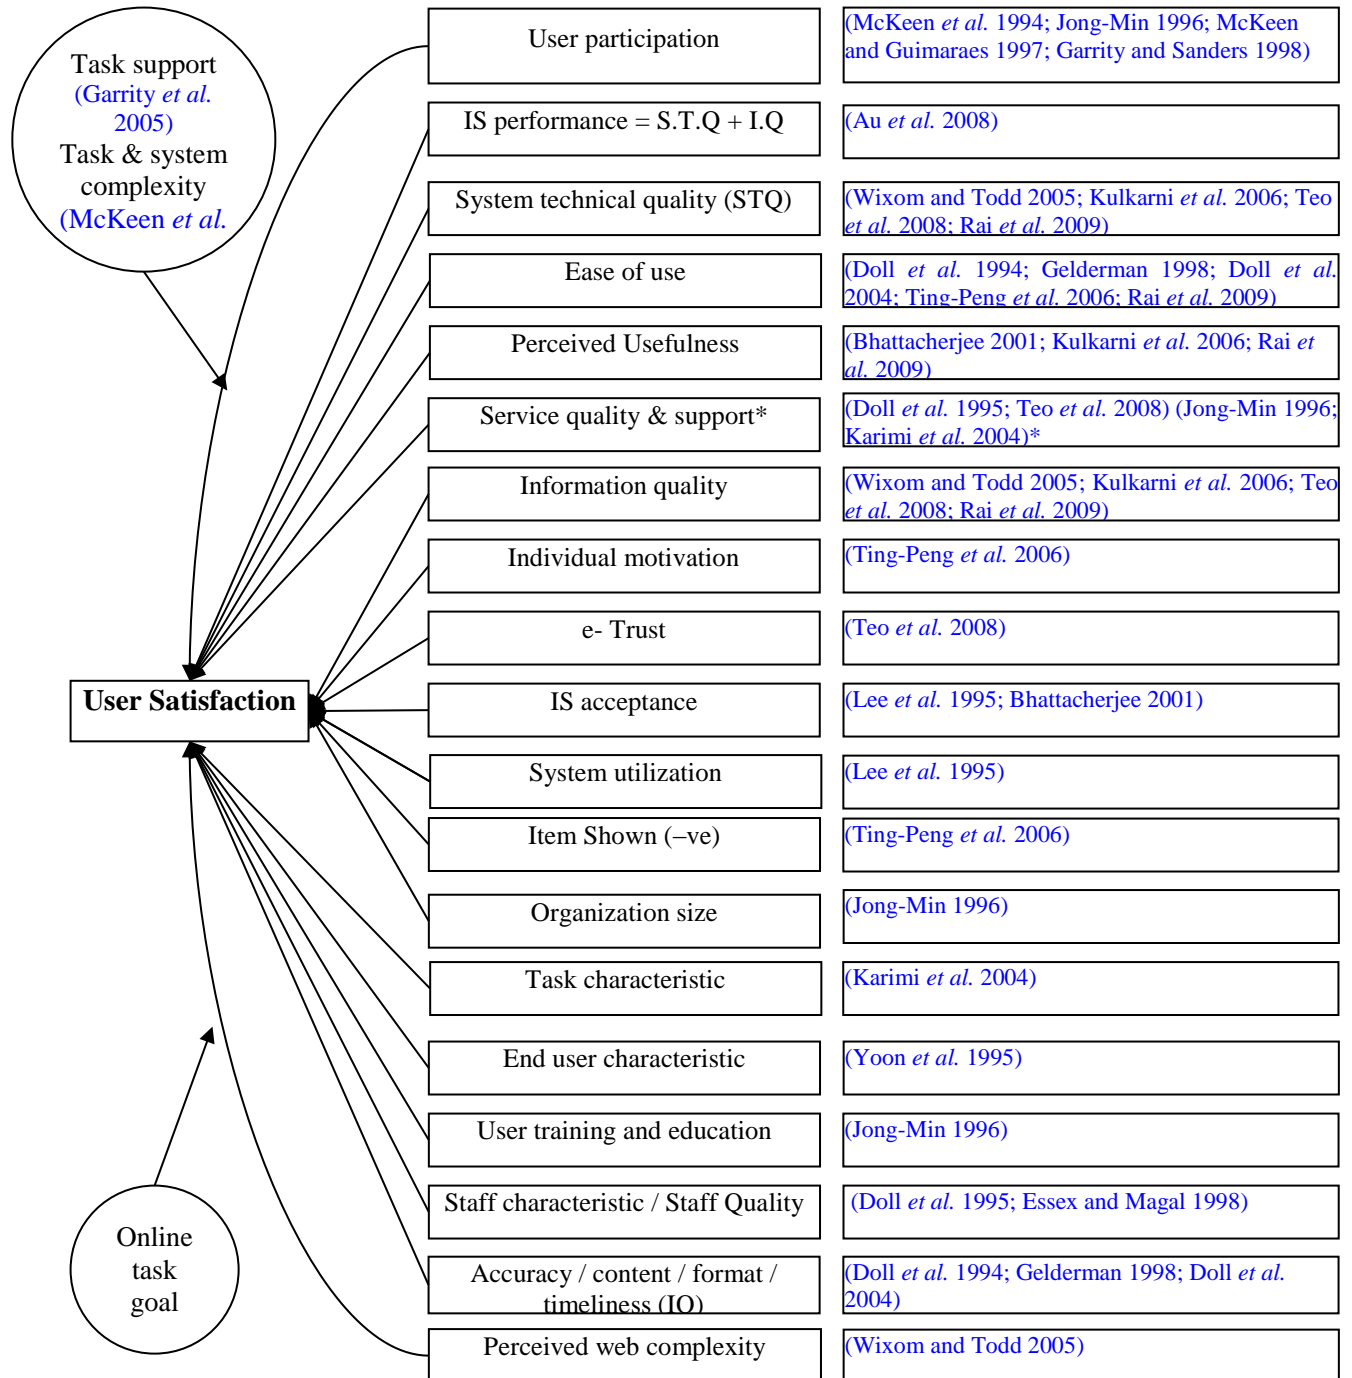 Task support
(Garrity et al.
2005)
Task & system
complexity
(McKeen et al.
User participation
(McKeen et al. 1994; Jong-Min 1996; McKeen
and Guimaraes 1997; Garrity and Sanders 1998)
IS performance = S.T.Q + I.Q
(Au et al. 2008)
System technical quality (STQ)
(Wixom and Todd 2005; Kulkarni et al. 2006; Teo
et al. 2008; Rai et al. 2009)
Ease of use
(Doll et al. 1994; Gelderman 1998; Doll et al.
2004; Ting-Peng et al. 2006; Rai et al. 2009)
Perceived Usefulness
(Bhattacherjee 2001; Kulkarni et al. 2006; Rai et
al. 2009)
Service quality & support*
(Doll et al. 1995; Teo et al. 2008) (Jong-Min 1996;
Karimi et al. 2004)*
Information quality
(Wixom and Todd 2005; Kulkarni et al. 2006; Teo
et al. 2008; Rai et al. 2009)
Individual motivation
(Ting-Peng et al. 2006)
e- Trust
(Teo et al. 2008)
User Satisfaction
IS acceptance
(Lee et al. 1995; Bhattacherjee 2001)
System utilization
(Lee et al. 1995)
Item Shown (–ve)
(Ting-Peng et al. 2006)
Organization size
(Jong-Min 1996)
Task characteristic
(Karimi et al. 2004)
End user characteristic
(Yoon et al. 1995)
User training and education
(Jong-Min 1996)
Staff characteristic / Staff Quality
(Doll et al. 1995; Essex and Magal 1998)
Online
task
goal
Accuracy / content / format /
timeliness (IQ)
(Doll et al. 1994; Gelderman 1998; Doll et al.
2004)
Perceived web complexity
(Wixom and Todd 2005)